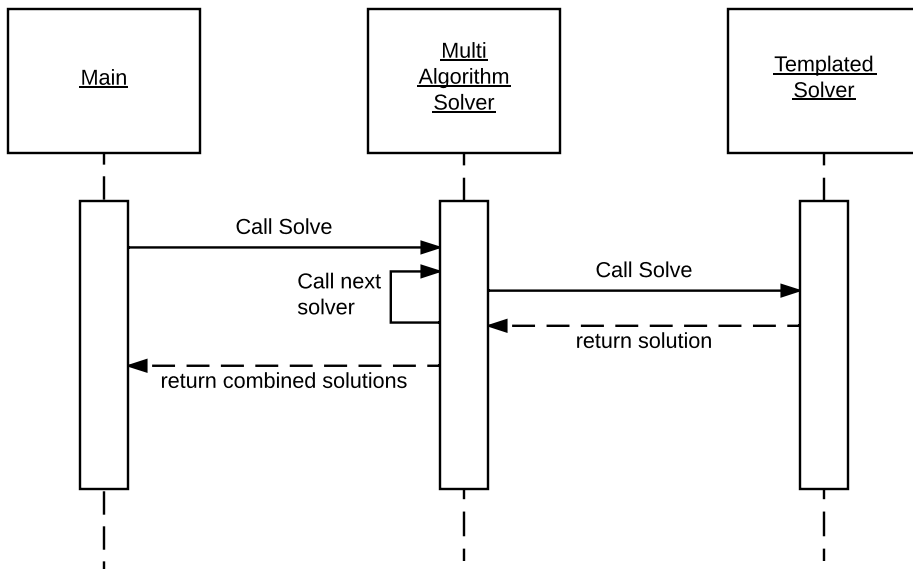 Main
Multi
Algorithm
Solver
Templated
Solver
Call Solve
Call next
solver
Call Solve
return solution
return combined solutions